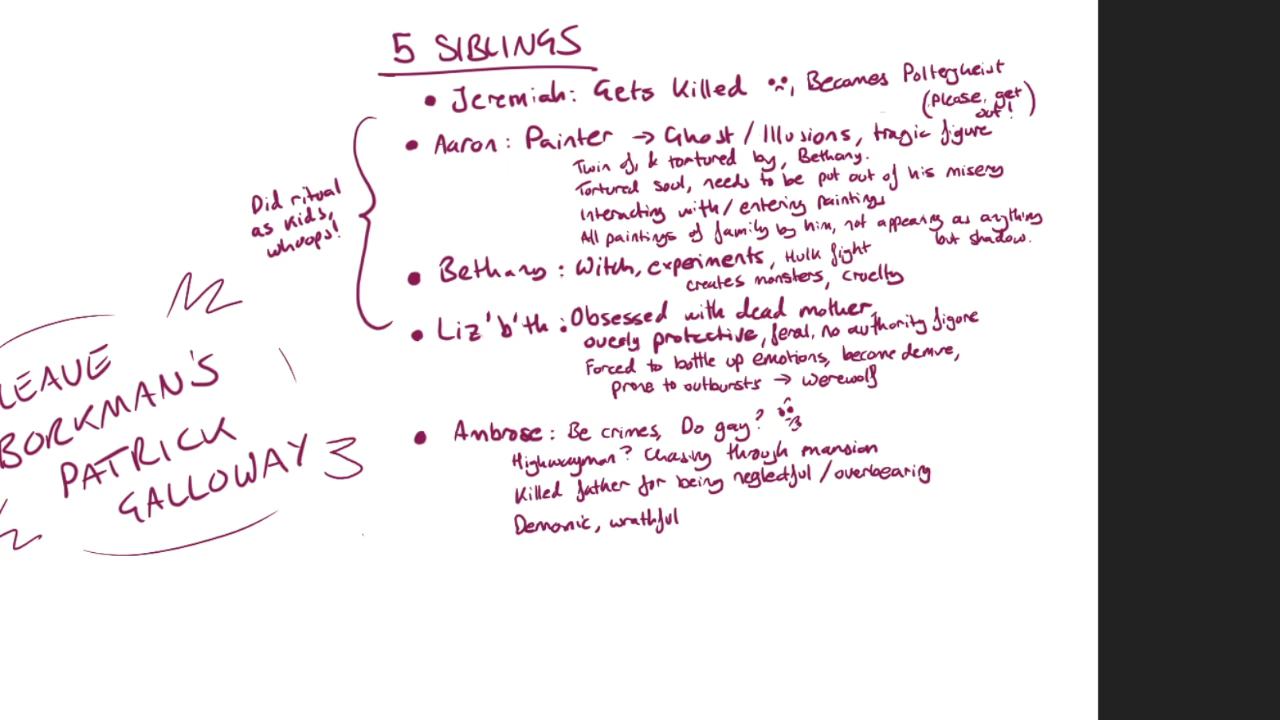 5 SIBLINGS
• Jeremiah: Gets Killed :(, Becomes Poltergheist
(Please, get out!)
• Aaron: Painter → Ghost / Illusions, tragic figure
Twin of, & tortured by, Bethany.
Tortured soul, needs to be put out of his misery
Interacting with/entering paintings
All paintings of family by him, not appearing as anything
but shadow.
Did ritual
as kids,
whoops!
• Bethany: Witch, experiments, Hulk fight
creates monsters, cruelty
• Liz'b'th: Obsessed with dead mother,
overly protective, feral, no authority figure
Forced to bottle up emotions, become demure,
prone to outbursts → werewolf
• Ambrose: Be crimes, Do gay?
Highwayman? Chasing through mansion
Killed father for being neglectful/overbearing
Demonic, wrathful
LEAVE
BORKMAN'S
PATRICK
GALLOWAY 3